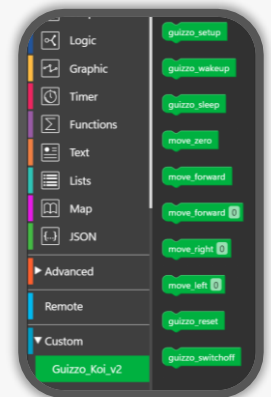 Logic
Graphic
Timer
Functions
Text
Lists
Map
JSON
Advanced
Remote
Custom
Guizzo_Koi_v2
guizzo_setup
guizzo_wakeup
guizzo_sleep
move_zero
move_forward
move_forward 0
move_right 0
move_left 0
guizzo_reset
guizzo_switchoff